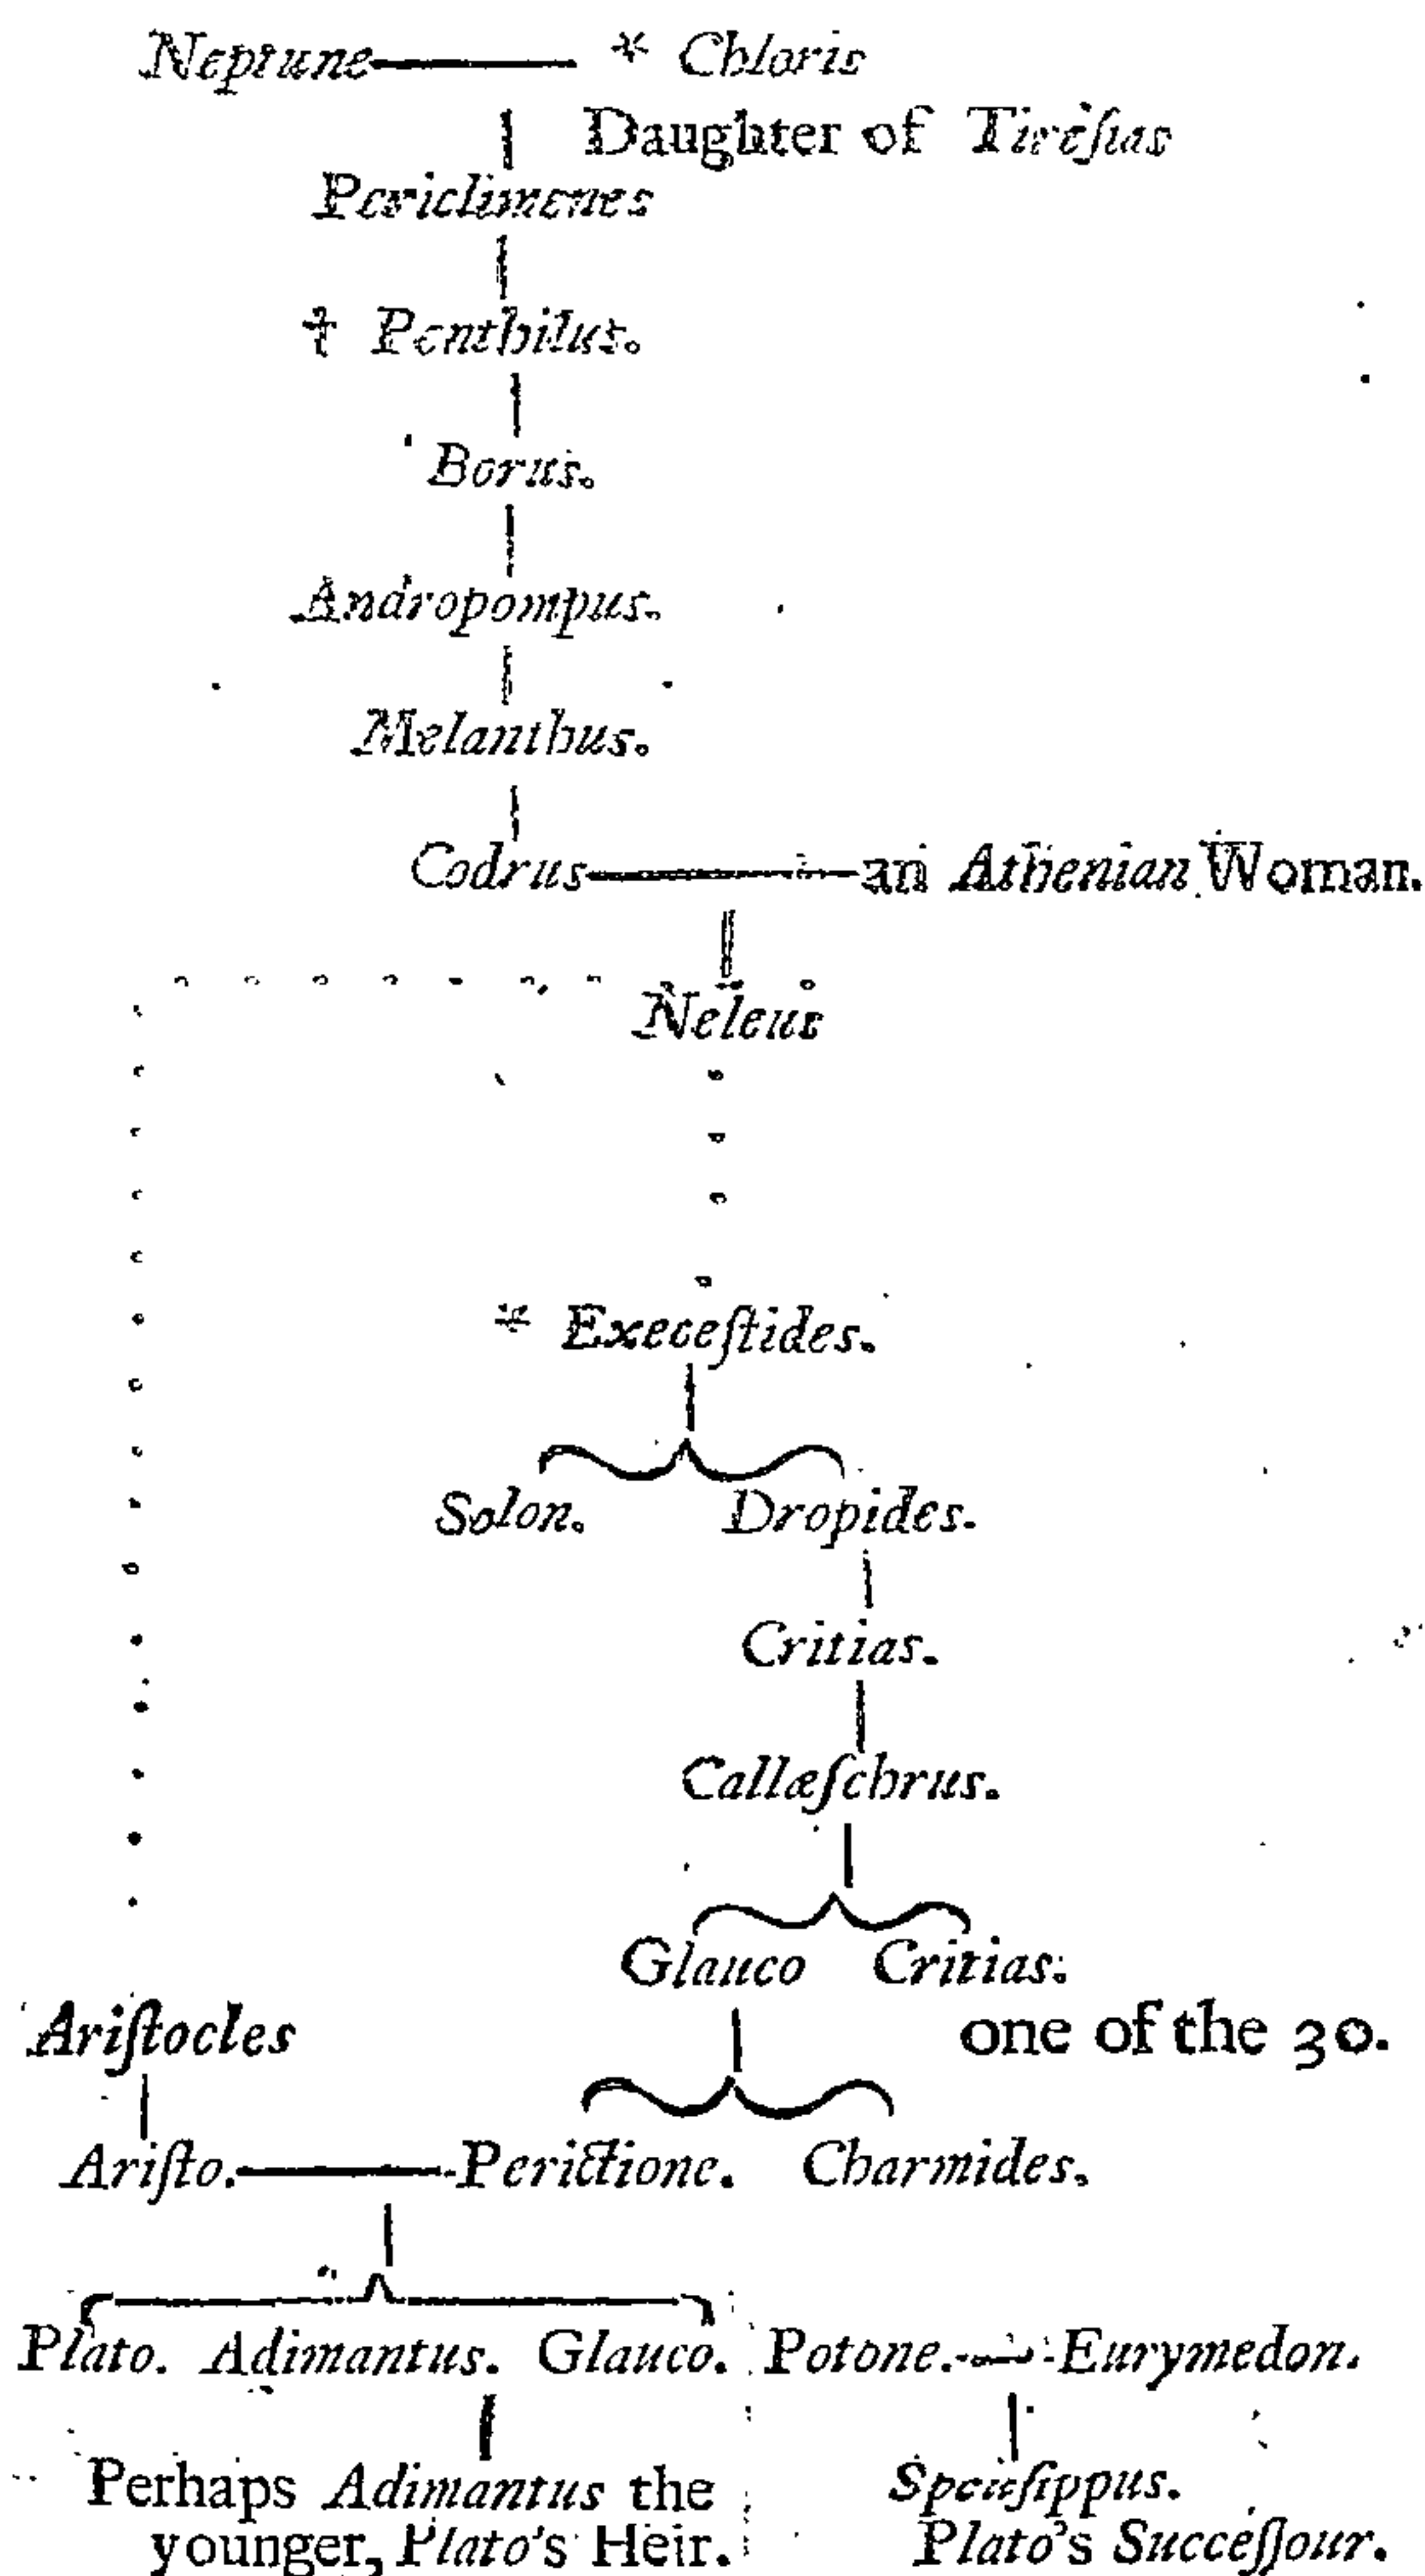 Neptune * Chloris
Daughter of Tireſias
Periclimenes
† Penthilus.
Borus.
Andropompus.
Melanthus.
Codrus an Athenian Woman.
Neleus
* Execeſtides.
Solon. Dropides.
Critias.
Callæſchrus.
Glauco Critias.
Ariſtocles one of the 30.
Ariſto. Perictione. Charmides.
Plato. Adimantus. Glauco. Potone. Eurymedon.
Perhaps Adimantus the Speuſippus.
younger, Plato's Heir. Plato's Succeſſour.